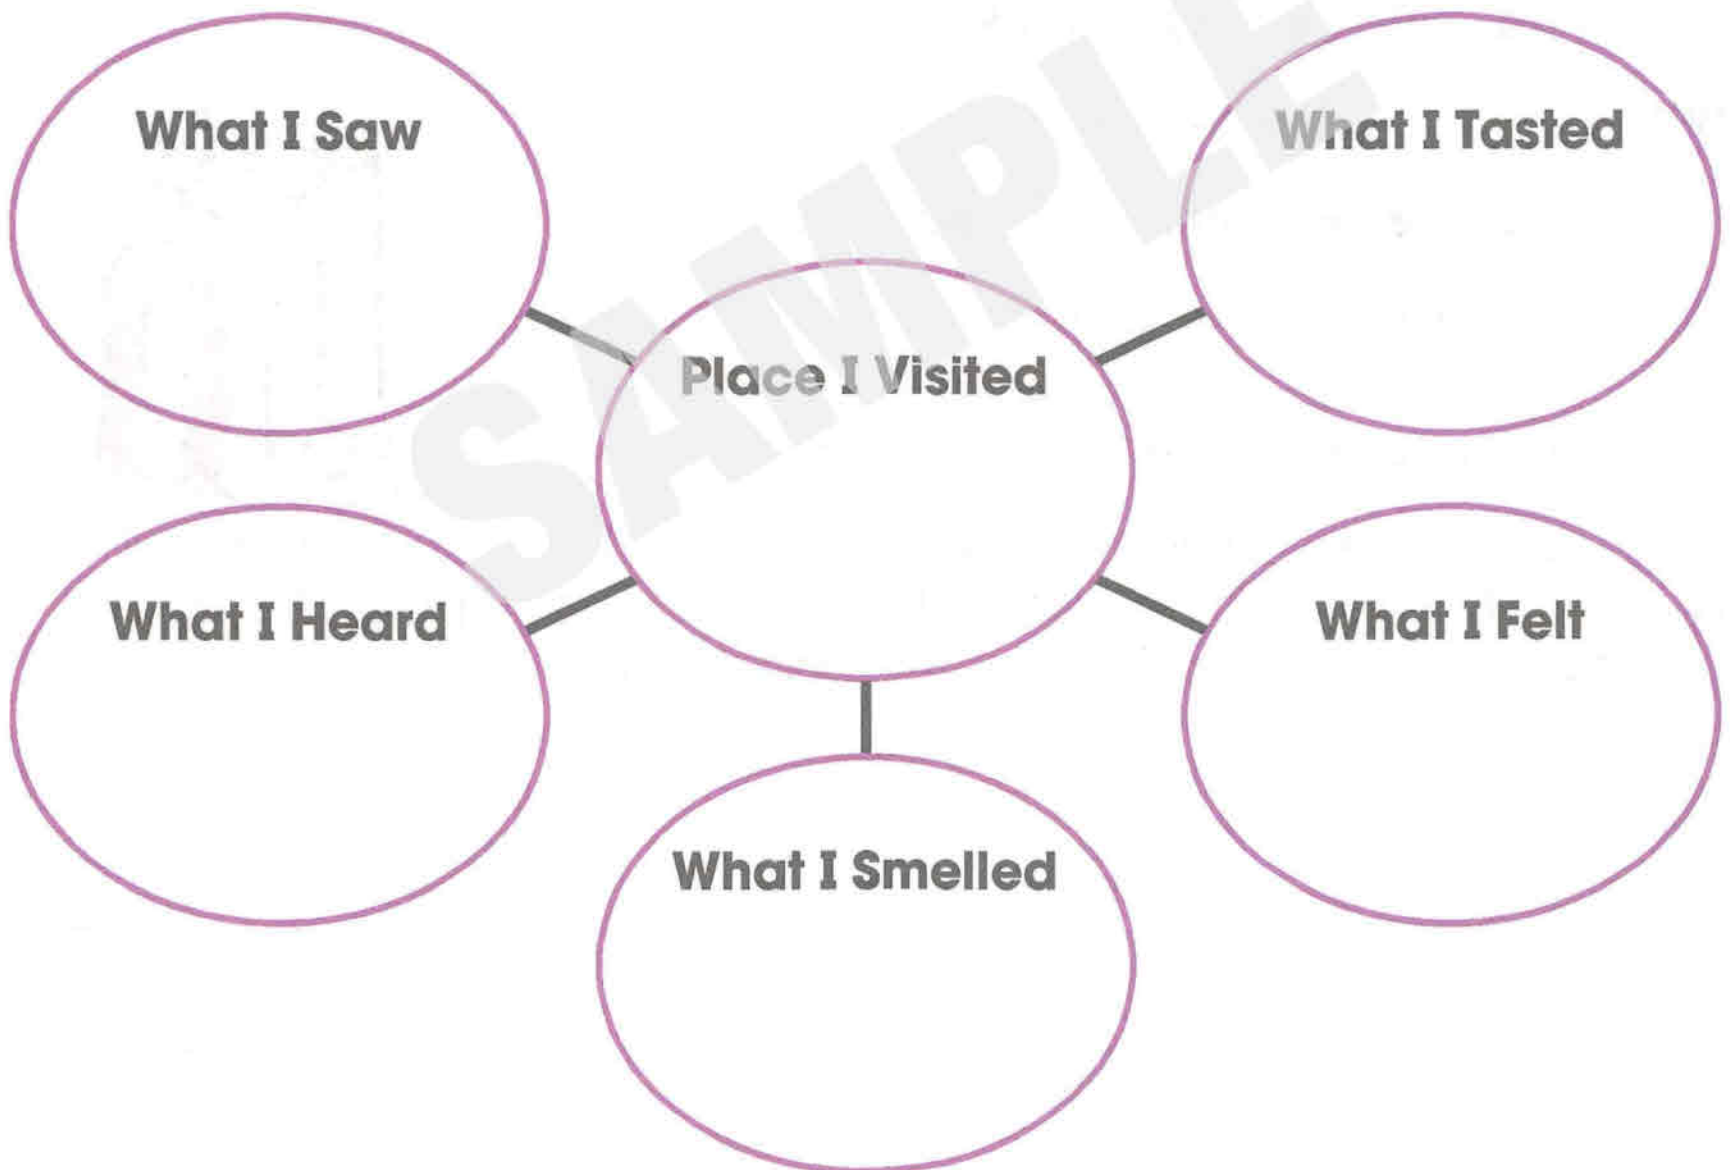 What I Saw
What I Tasted
Place I Visited
What I Heard
What I Felt
What I Smelled
SAMPLE